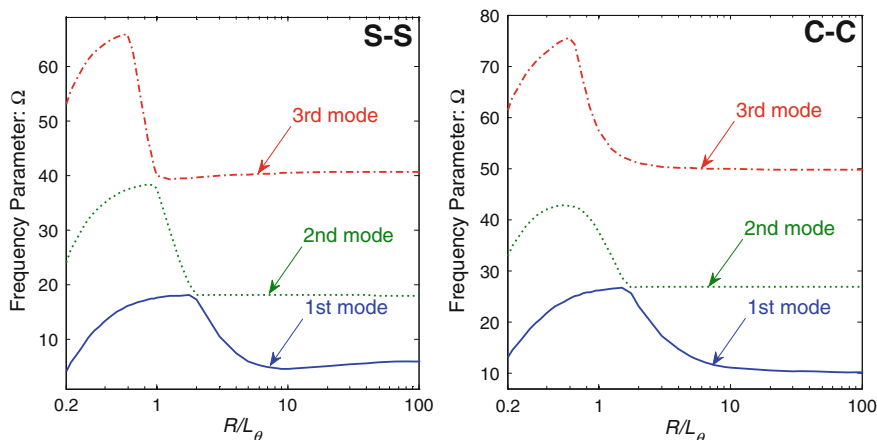 S-S
Frequency Parameter: Ω
60
50
40
30
20
10
3rd mode
2nd mode
1st mode
0.2
1
10
100
R/Lθ
C-C
Frequency Parameter: Ω
80
70
60
50
40
30
20
10
3rd mode
2nd mode
1st mode
0.2
1
10
100
R/Lθ